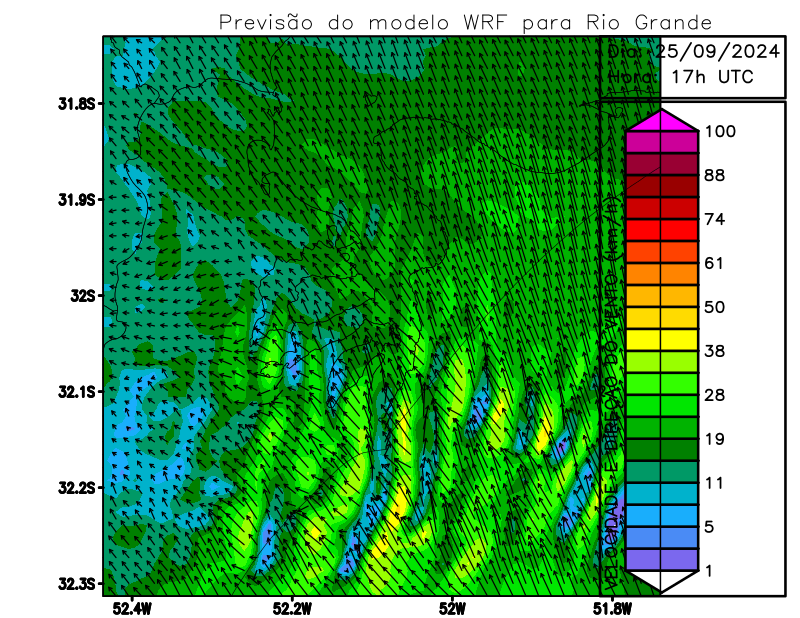 Previsão do modelo WRF para Rio Grande
Dia: 25/09/2024
Hora: 17h UTC
31.8S
31.9S
32S
32.1S
32.2S
32.3S
52.4W
52.2W
52W
51.8W
VELOCIDADE E DIREÇÃO DO VENTO (km/h)
100
88
74
61
50
38
28
19
11
5
1